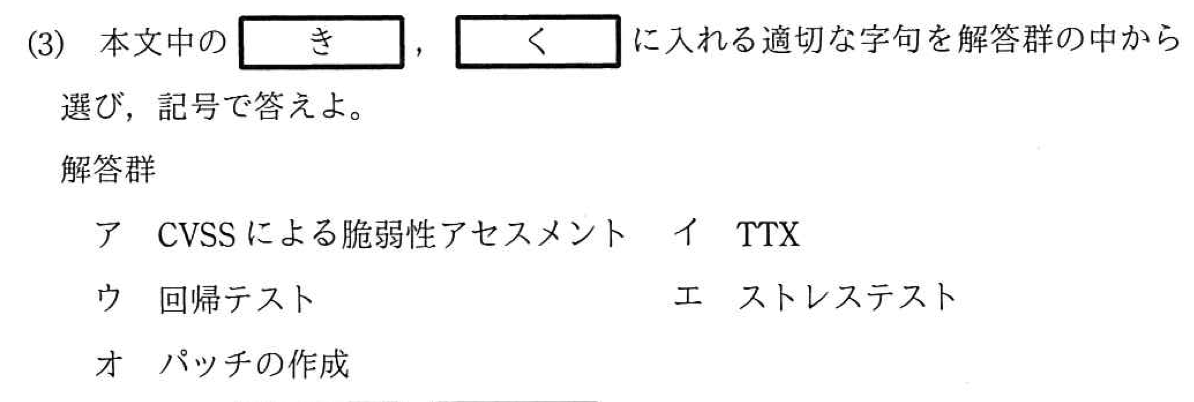 (3) 本文中の き , く に入れる適切な字句を解答群の中から
選び，記号で答えよ。
解答群
ア CVSSによる脆弱性アセスメント イ TTX
ウ 回帰テスト エ ストレステスト
オ パッチの作成